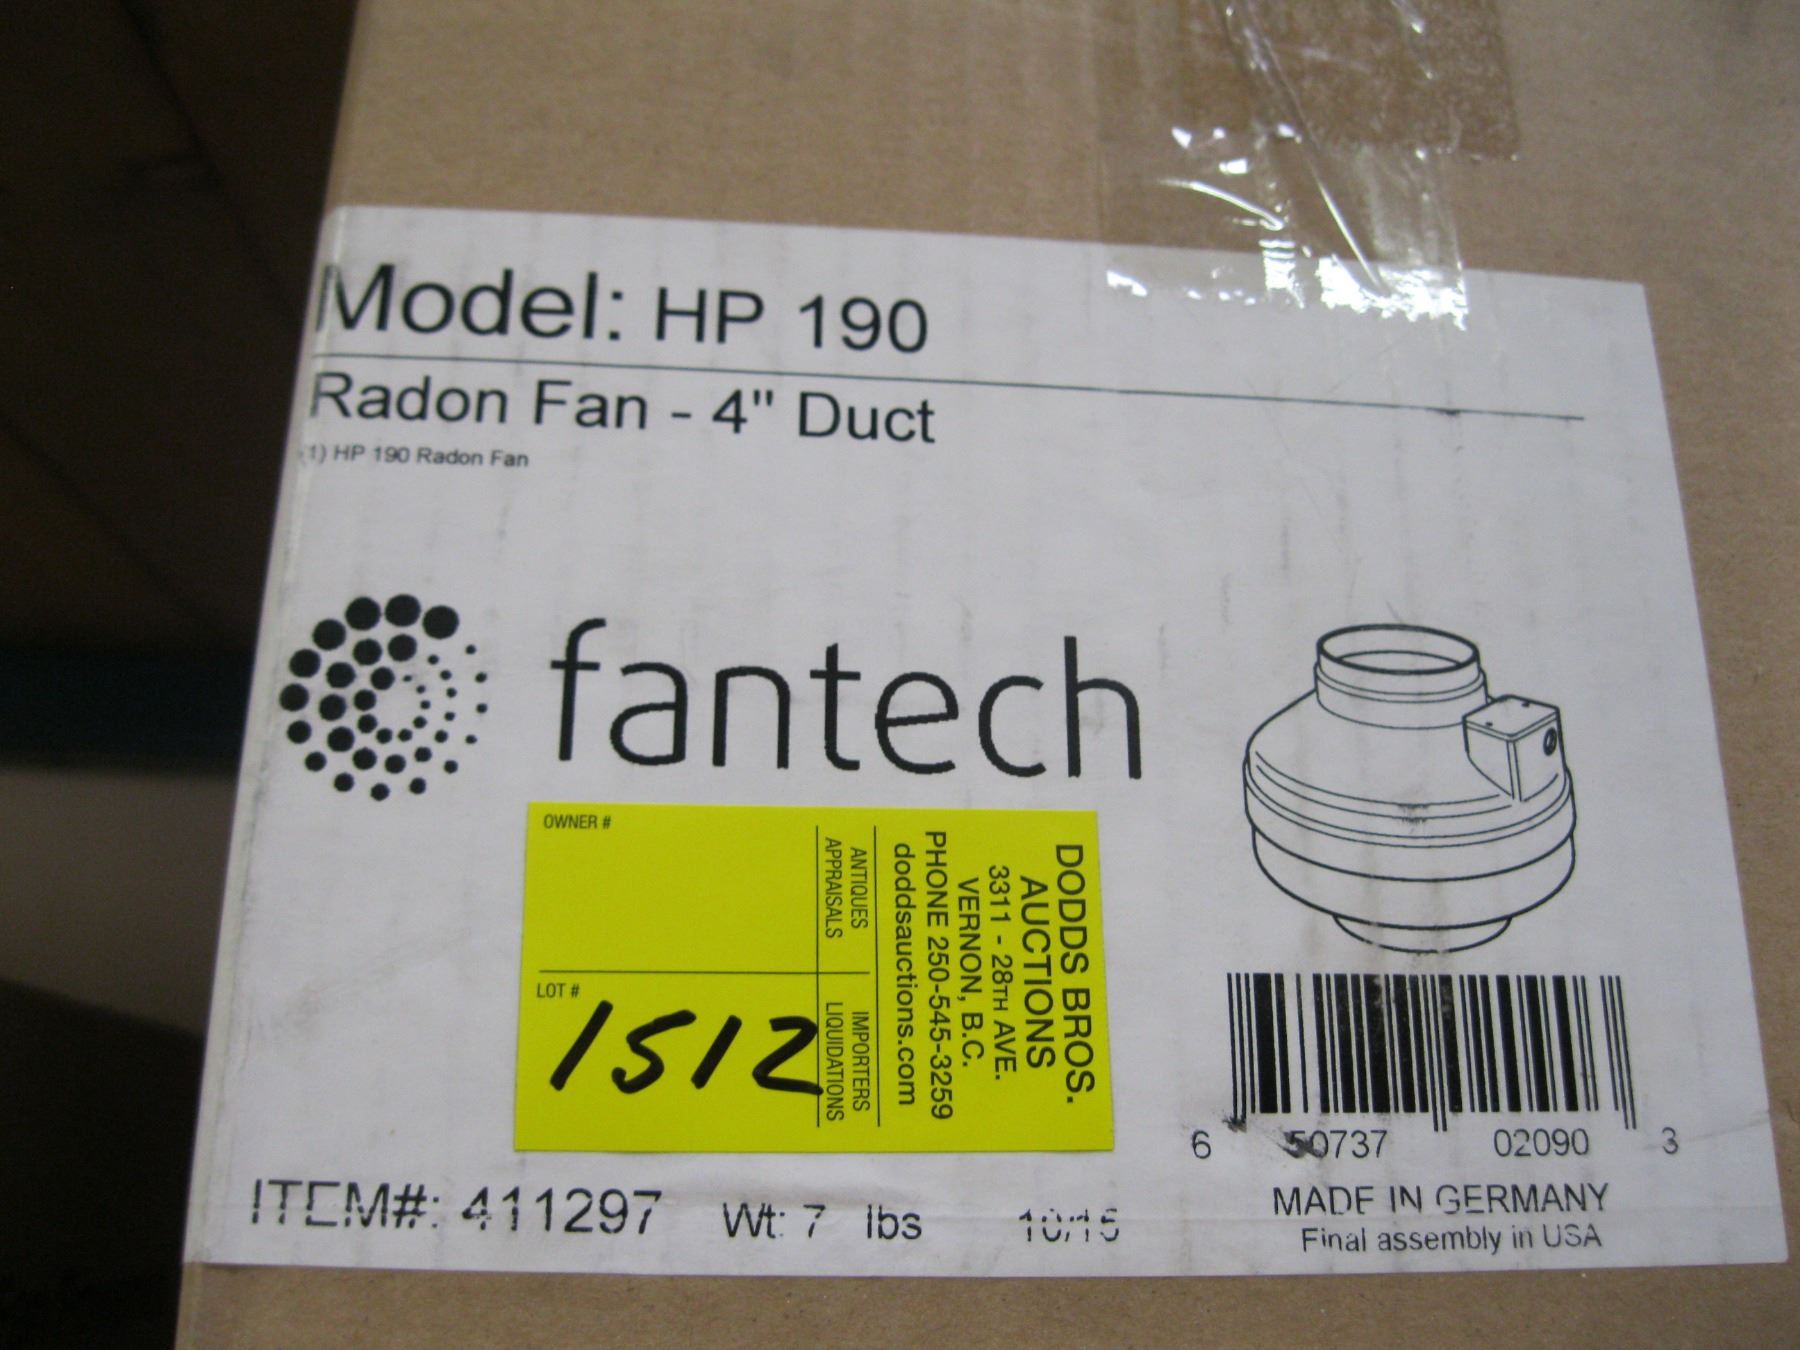 Model: HP 190
Radon Fan - 4" Duct
(1) HP 190 Radon Fan
fantech
OWNER #
LOT #
1512
ANTIQUES
APPRAISALS
IMPORTERS
LIQUIDATIONS
DODDS BROS.
AUCTIONS
3311 - 28TH AVE.
VERNON, B.C.
PHONE 250-545-3259
doddsauctions.com
6 50737 02090 3
ITEM#: 411297 Wt: 7 lbs 10/15
MADE IN GERMANY
Final assembly in USA